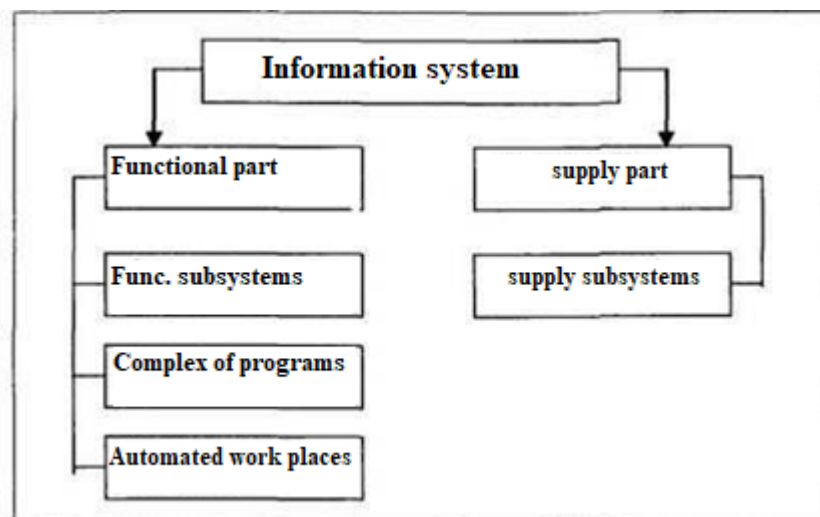 Information system
Functional part
supply part
Func. subsystems
supply subsystems
Complex of programs
Automated work places